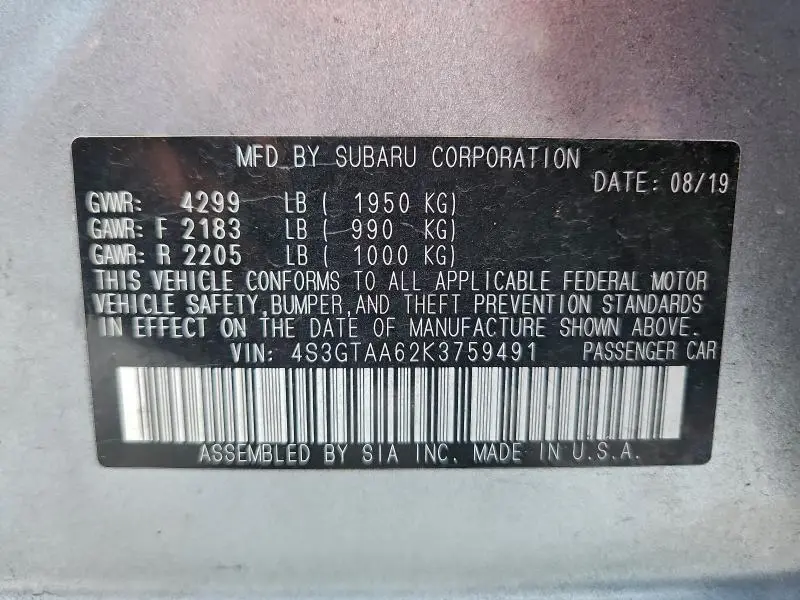 MFD BY SUBARU CORPORATION
DATE: 08/19
GVWR: 4299 LB ( 1950 KG)
GAWR: F 2183 LB ( 990 KG)
GAWR: R 2205 LB ( 1000 KG)
THIS VEHICLE CONFORMS TO ALL APPLICABLE FEDERAL MOTOR
VEHICLE SAFETY, BUMPER, AND THEFT PREVENTION STANDARDS
IN EFFECT ON THE DATE OF MANUFACTURE SHOWN ABOVE.
VIN: 4S3GTAA62K3759491 PASSENGER CAR
ASSEMBLED BY SIA INC. MADE IN U.S.A.